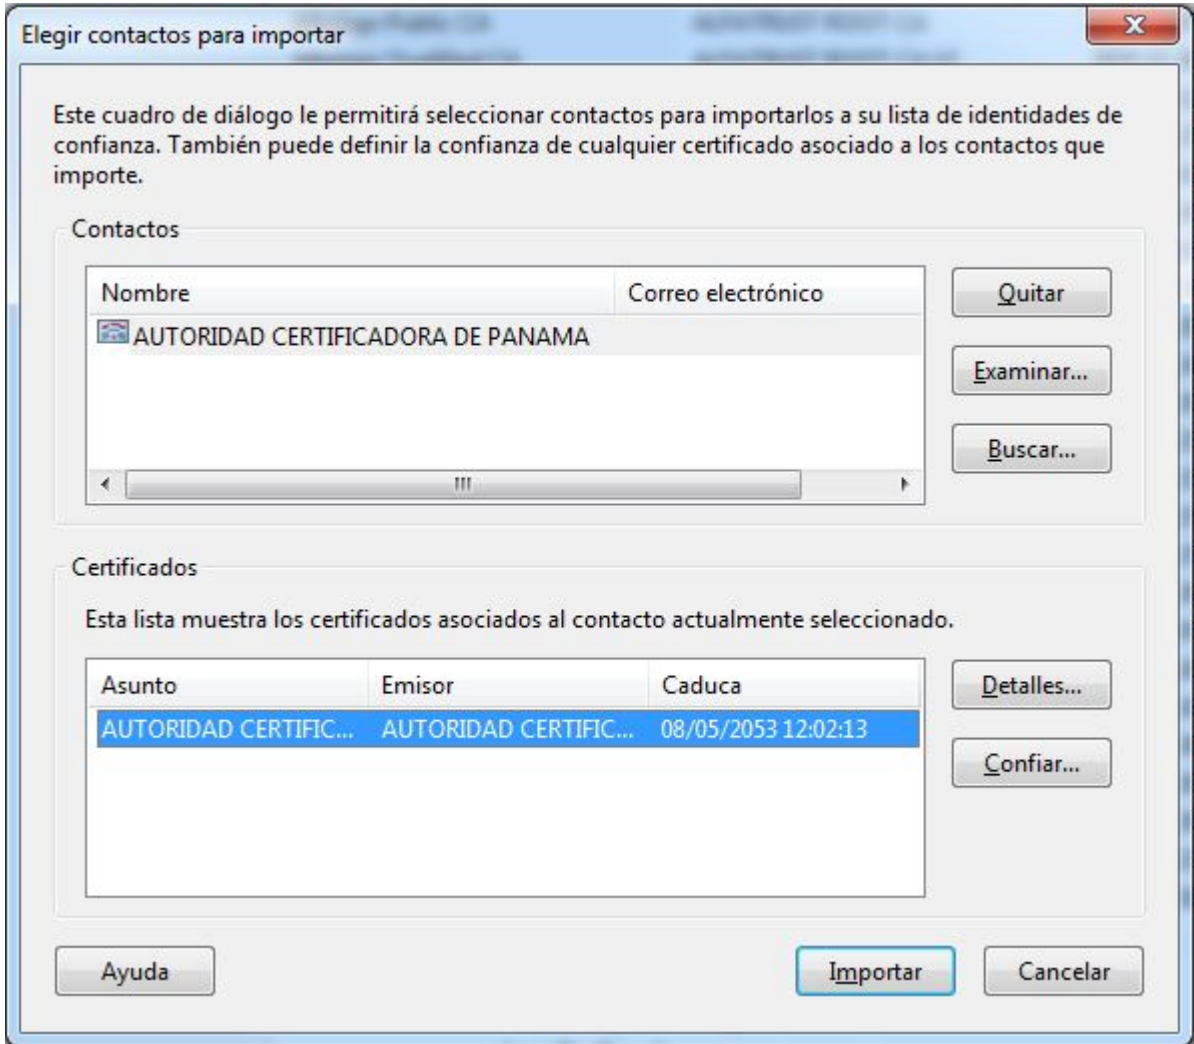 Elegir contactos para importar
Este cuadro de diálogo le permitirá seleccionar contactos para importarlos a su lista de identidades de
confianza. También puede definir la confianza de cualquier certificado asociado a los contactos que
importe.
Contactos
Nombre Correo electrónico
AUTORIDAD CERTIFICADORA DE PANAMA
Quitar
Examinar...
Buscar...
Certificados
Esta lista muestra los certificados asociados al contacto actualmente seleccionado.
Asunto Emisor Caduca
AUTORIDAD CERTIFIC... AUTORIDAD CERTIFIC... 08/05/2053 12:02:13
Detalles...
Confiar...
Ayuda Importar Cancelar